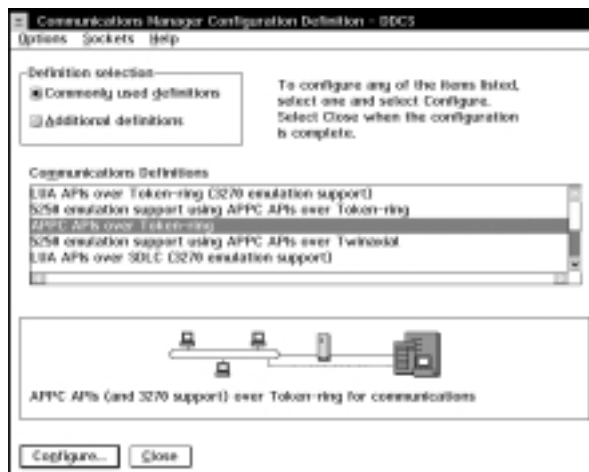 Communications Manager Configuration Definition - DDCS
Options Sockets Help
Definition selection
Commonly used definitions
Additional definitions
To configure any of the items listed,
select one and select Configure.
Select Close when the configuration
is complete.
Communications Definitions
LUA APIs over Token-ring (3270 emulation support)
5250 emulation support using APPC APIs over Token-ring
APPC APIs over Token-ring
5250 emulation support using APPC APIs over Twinaxial
LUA APIs over SDLC (3270 emulation support)
APPC APIs (and 3270 support) over Token-ring for communications
Configure... Close